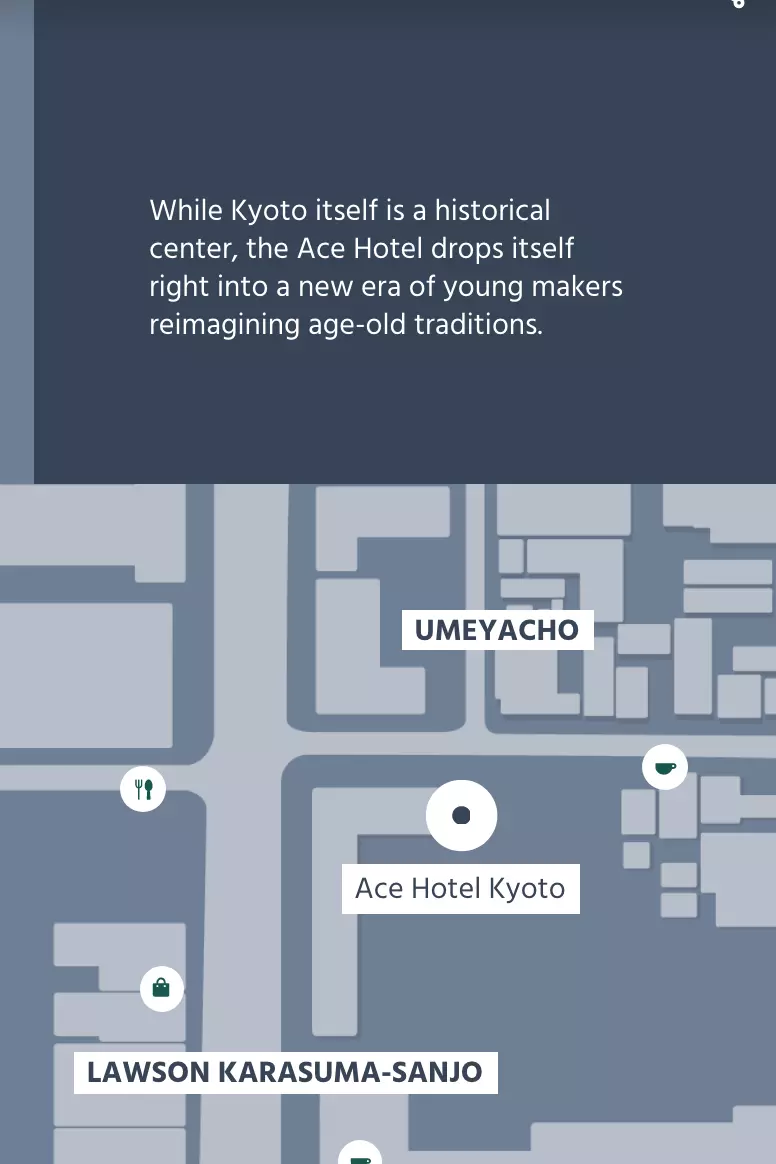 While Kyoto itself is a historical
center, the Ace Hotel drops itself
right into a new era of young makers
reimagining age-old traditions.
UMEYACHO
Ace Hotel Kyoto
LAWSON KARASUMA-SANJO